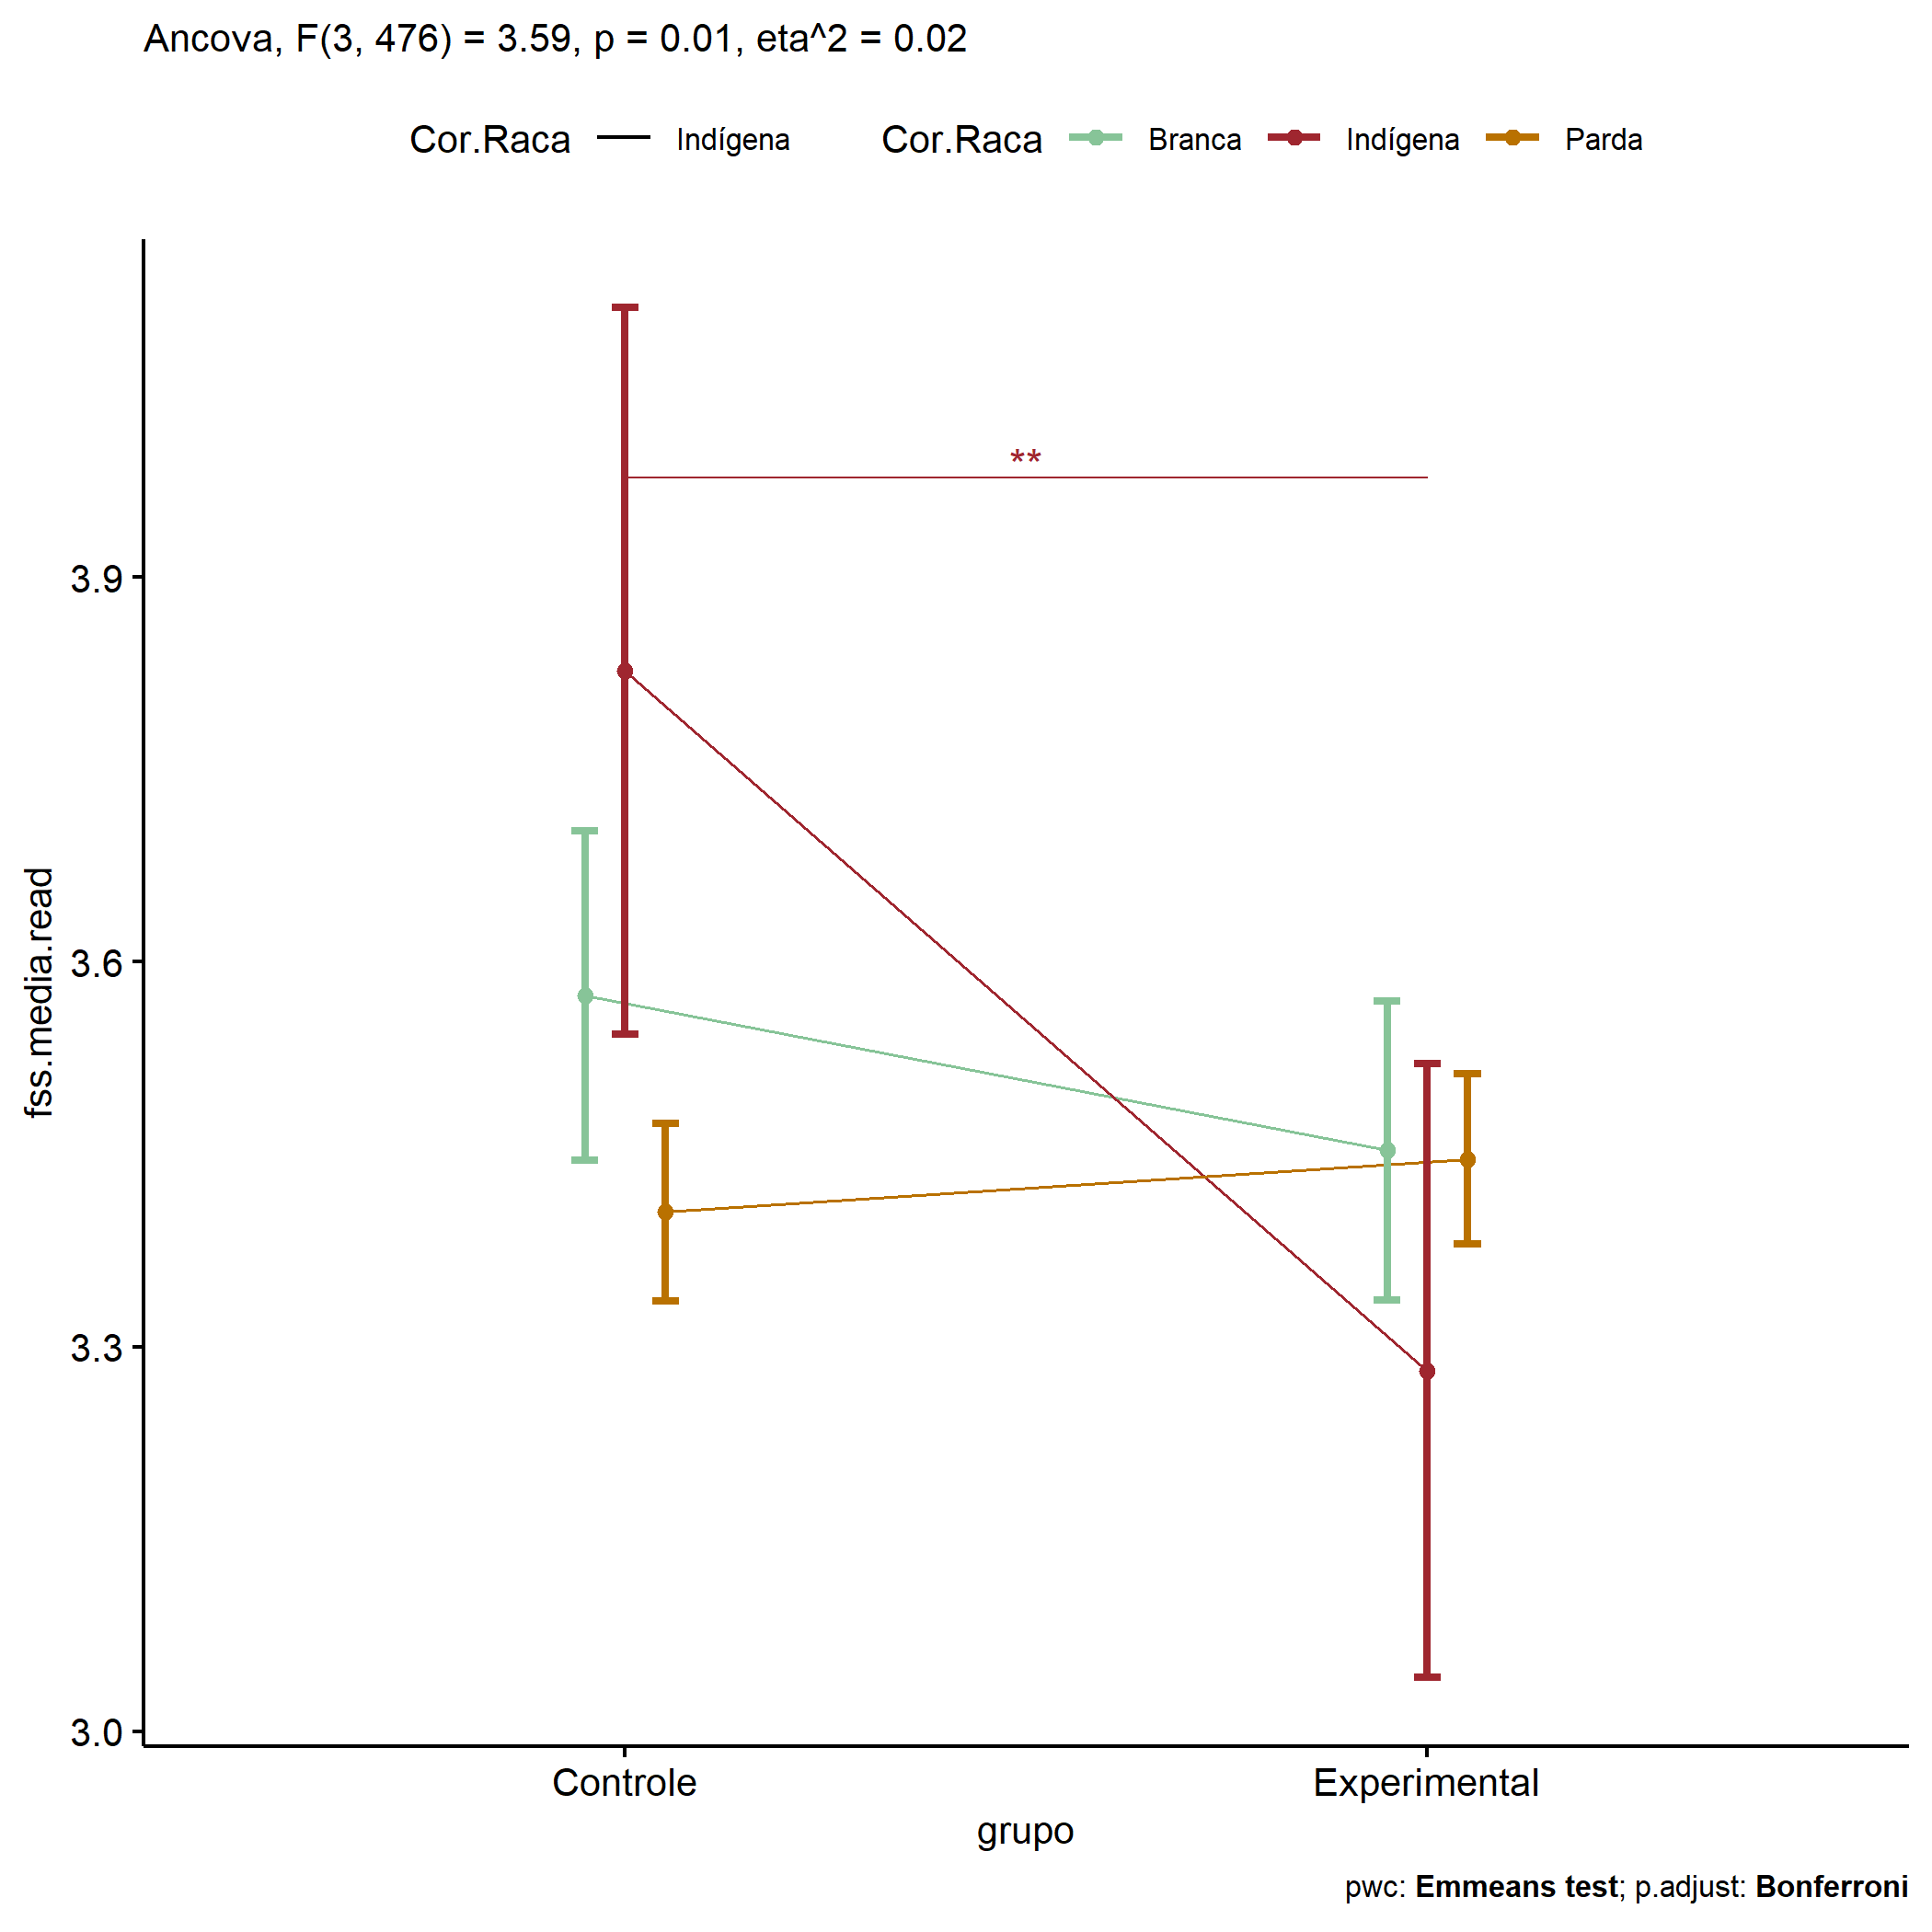 Ancova, F(3, 476) = 3.59, p = 0.01, eta^2 = 0.02
Cor.Raca Indígena Cor.Raca Branca Indígena Parda
**
3.9
3.6
3.3
3.0
fss.media.read
Controle Experimental
grupo
pwc: Emmeans test; p.adjust: Bonferroni